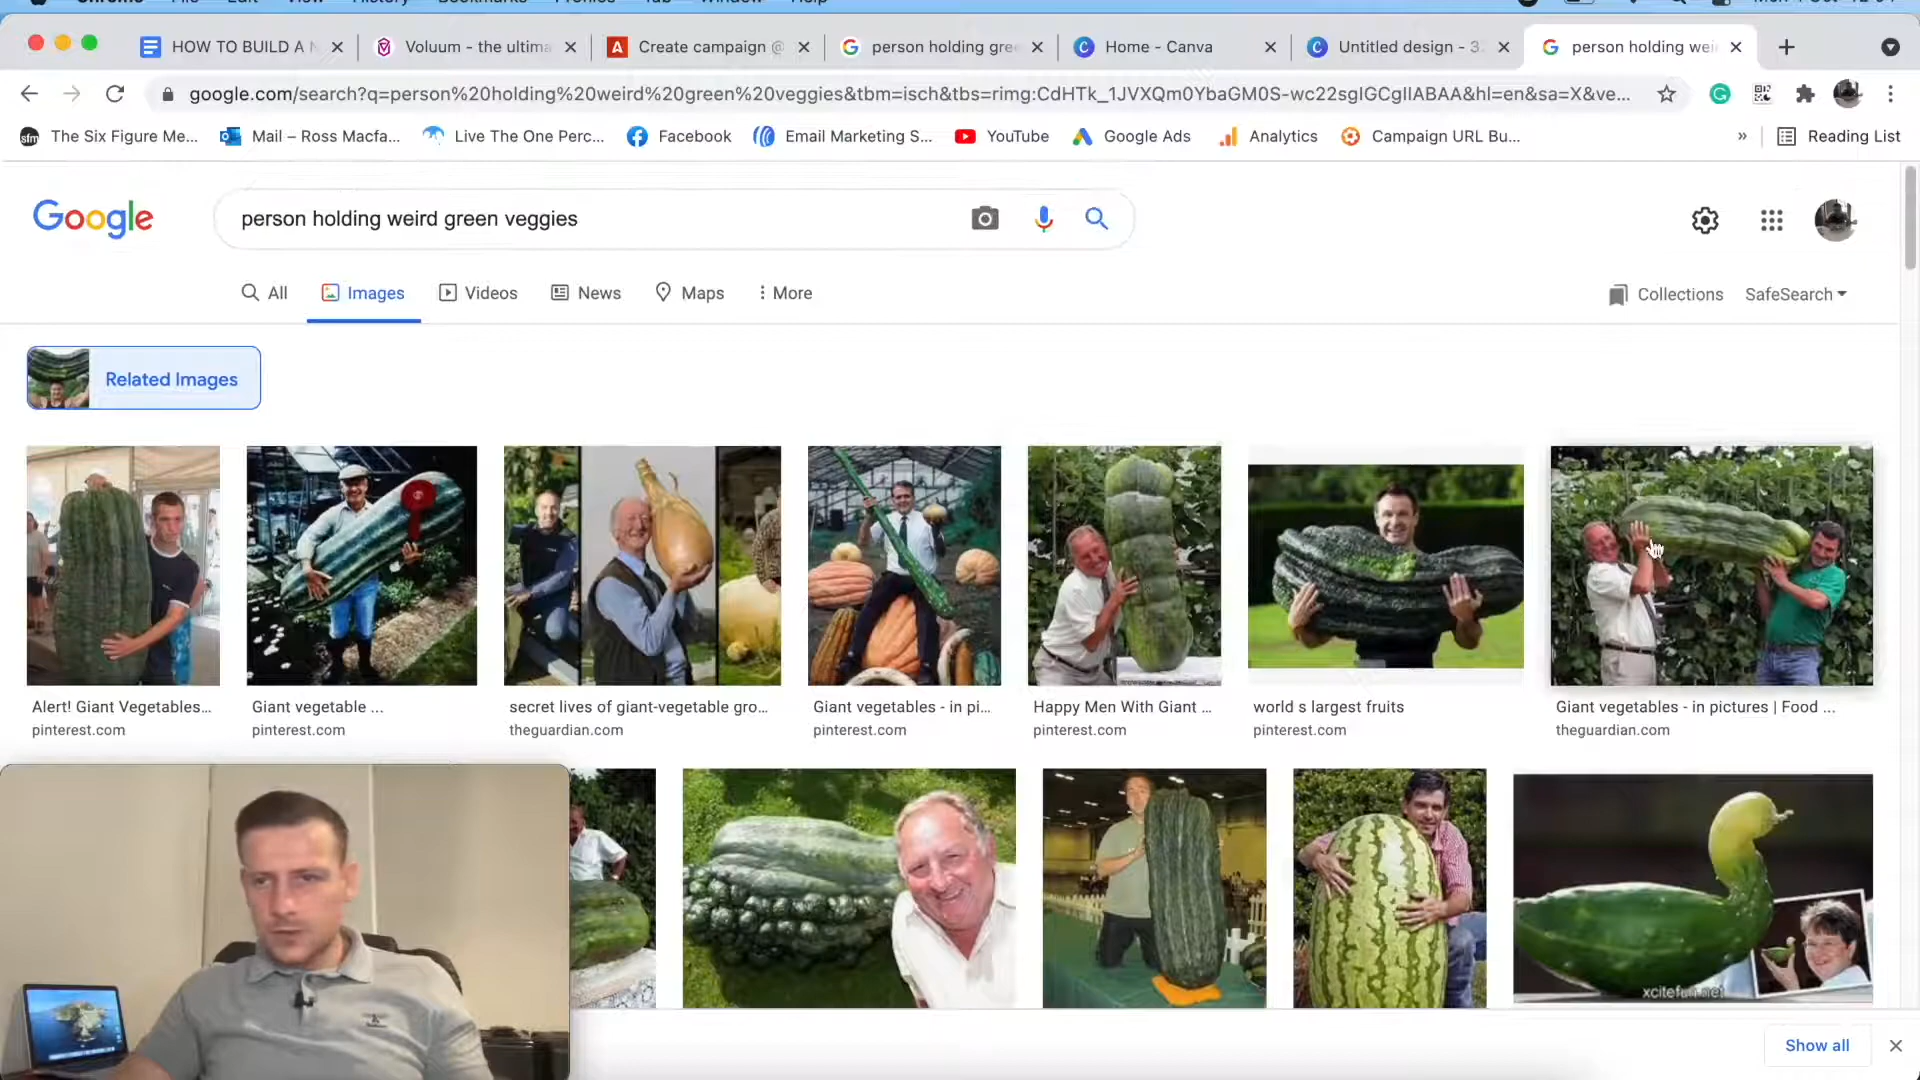 HOW TO BUILD A
Voluum - the ultima
Create campaign @
person holding gre
Home - Canva
Untitled design - 3
person holding wei
google.com/search?q=person%20holding%20weird%20green%20veggies&tbm=isch&tbs=rimg:CdHTk_1JVXQm0YbaGM0S-wc22sgIGCgIIABAA&hl=en&sa=X&ve...
The Six Figure Me...
Mail – Ross Macfa...
Live The One Perc...
Facebook
Email Marketing S...
YouTube
Google Ads
Analytics
Campaign URL Bu...
»
Reading List
Google
person holding weird green veggies
All
Images
Videos
News
Maps
More
Collections
SafeSearch
Related Images
Alert! Giant Vegetables...
pinterest.com
Giant vegetable ...
pinterest.com
secret lives of giant-vegetable gro...
theguardian.com
Giant vegetables - in pi...
pinterest.com
Happy Men With Giant ...
pinterest.com
world s largest fruits
pinterest.com
Giant vegetables - in pictures | Food ...
theguardian.com
Show all